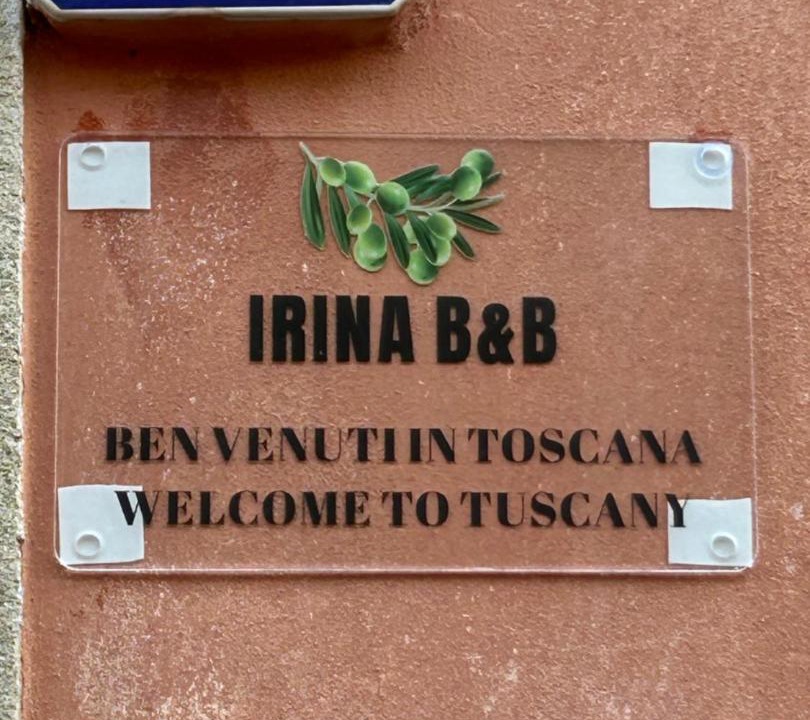 IRINA B&B
BEN VENUTI IN TOSCANA
WELCOME TO TUSCANY